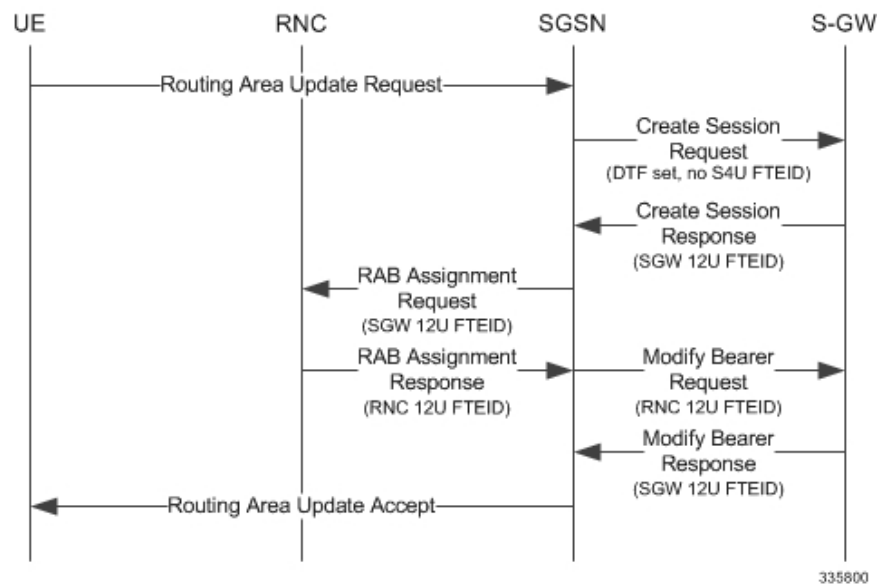 UE
RNC
SGSN
S-GW
Routing Area Update Request
Create Session
Request
(DTF set, no S4U FTEID)
Create Session
Response
(SGW 12U FTEID)
RAB Assignment
Request
(SGW 12U FTEID)
RAB Assignment
Response
(RNC 12U FTEID)
Modify Bearer
Request
(RNC 12U FTEID)
Modify Bearer
Response
(SGW 12U FTEID)
Routing Area Update Accept
335800